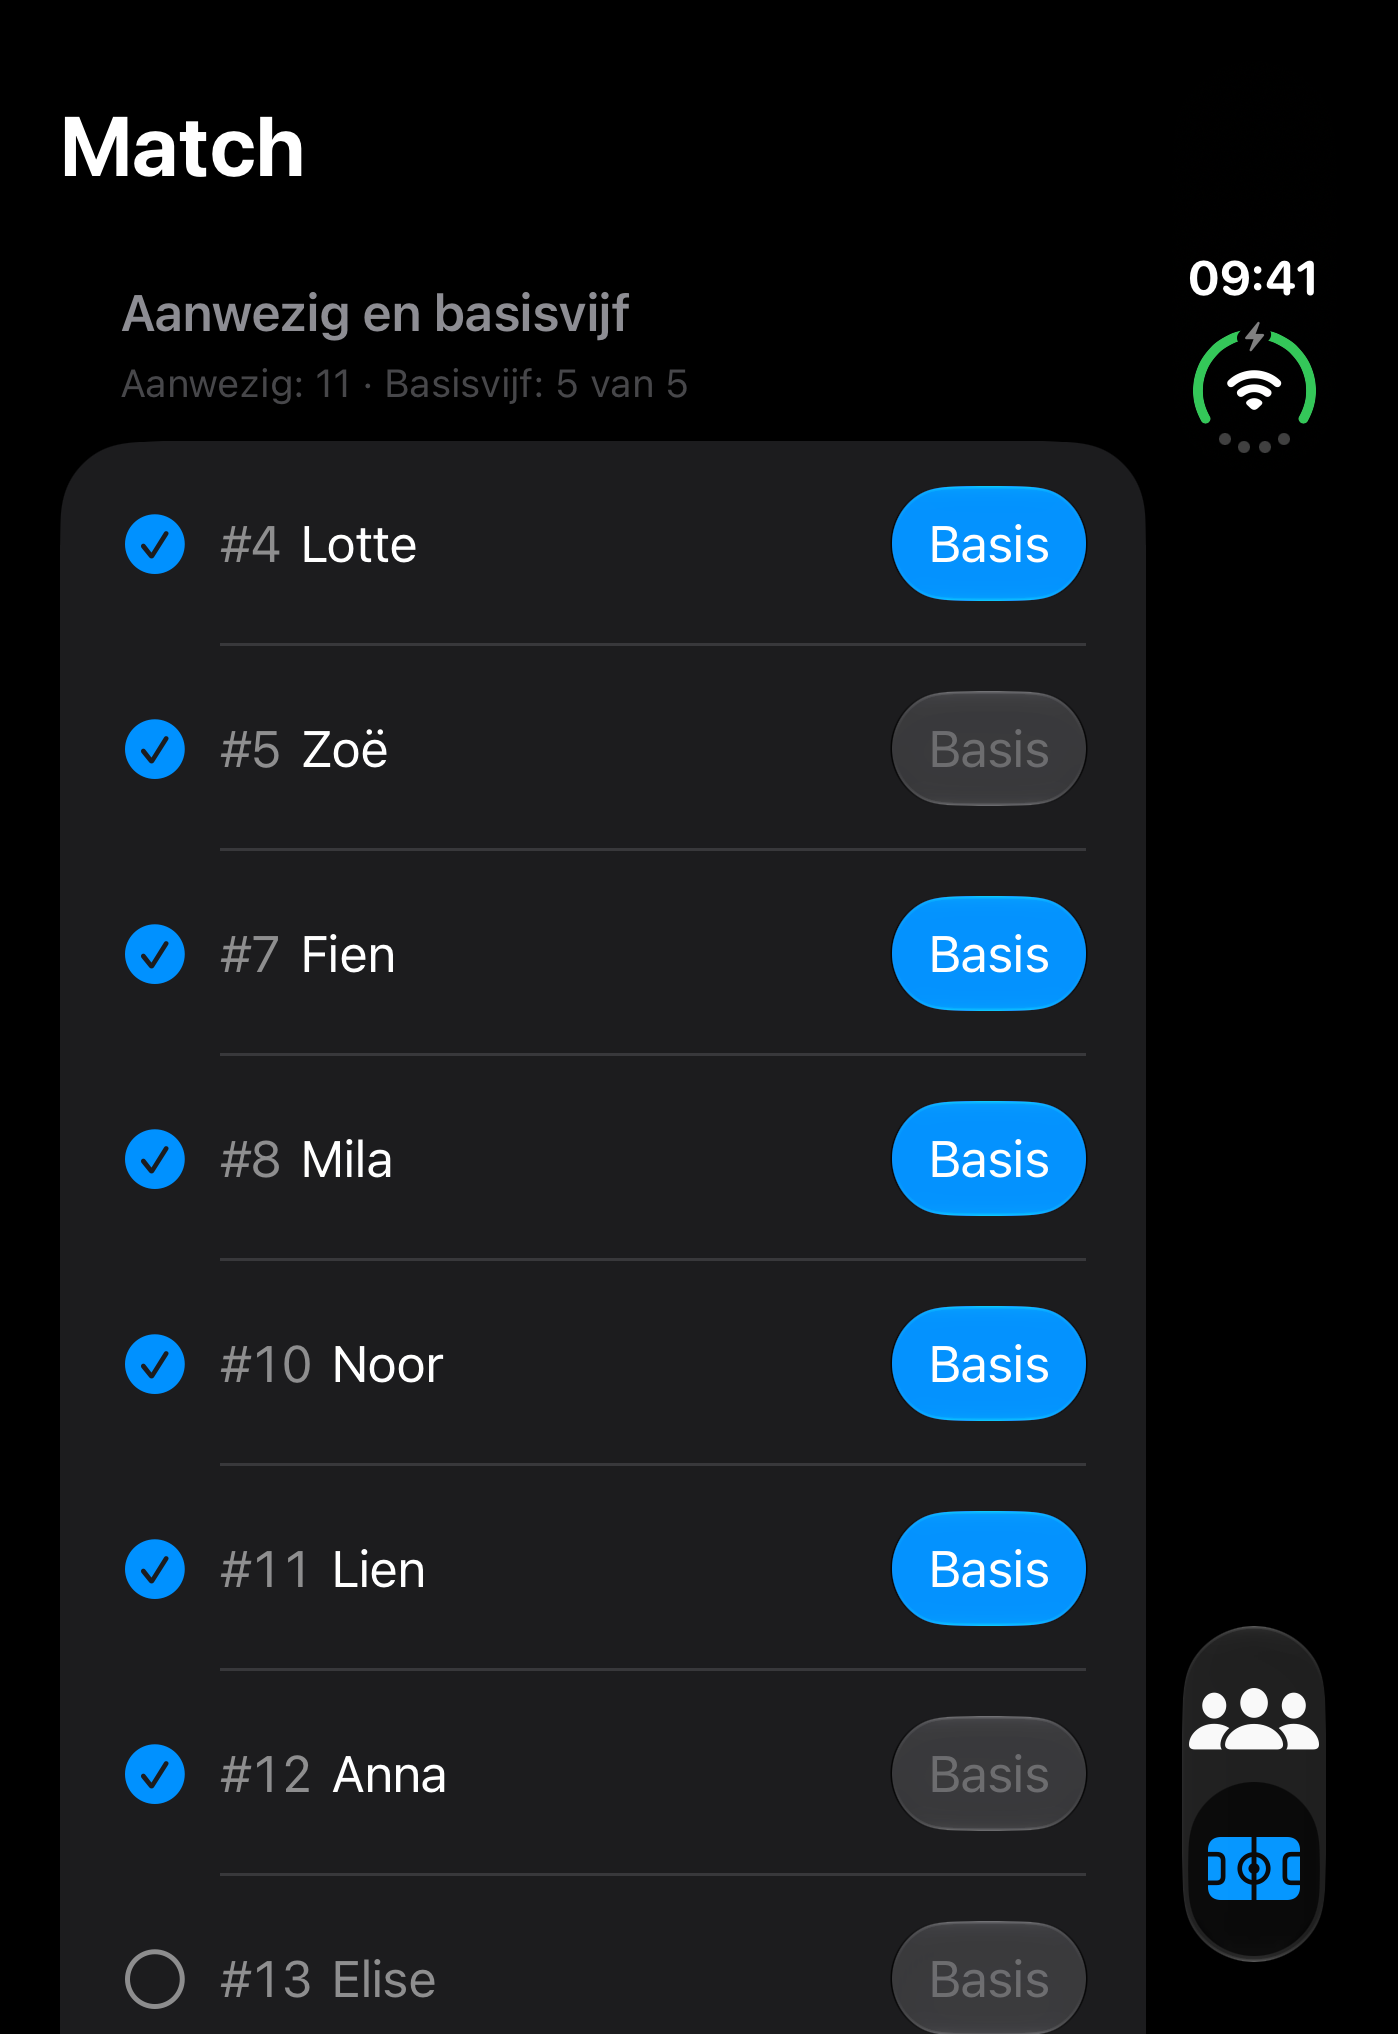 Match
09:41
Aanwezig en basisvijf
Aanwezig: 11 · Basisvijf: 5 van 5
#4 Lotte Basis
#5 Zoë Basis
#7 Fien Basis
#8 Mila Basis
#10 Noor Basis
#11 Lien Basis
#12 Anna Basis
#13 Elise Basis